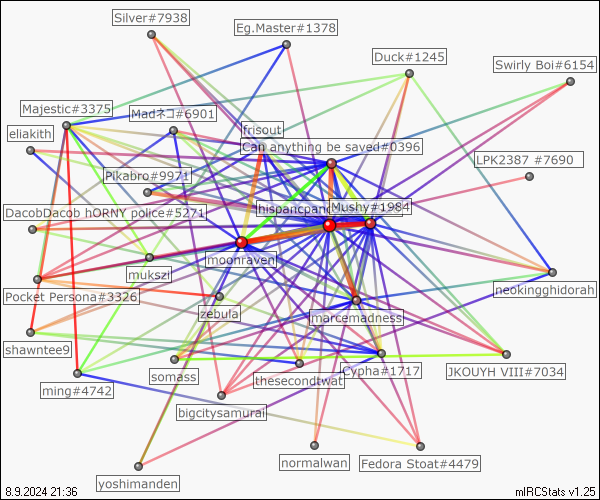 Silver#7938
Eg.Master#1378
Duck#1245
Swirly Boi#6154
Majestic#3375
Madネコ#6901
frisout
eliakith
Can anything be saved#0396
LPK2387 #7690
Pikabro#9971
DacobDacob hORNY police#5271
hispanicpan
Mushy#1984
moonraven
mukszi
Pocket Persona#3326
neokingghidorah
zebula
marcemadness
shawntee9
somass
thesecondtwat
Cypha#1717
JKOUYH VIII#7034
ming#4742
bigcitysamurai
normalwan
Fedora Stoat#4479
yoshimanden
8.9.2024 21:36
mIRCStats v1.25